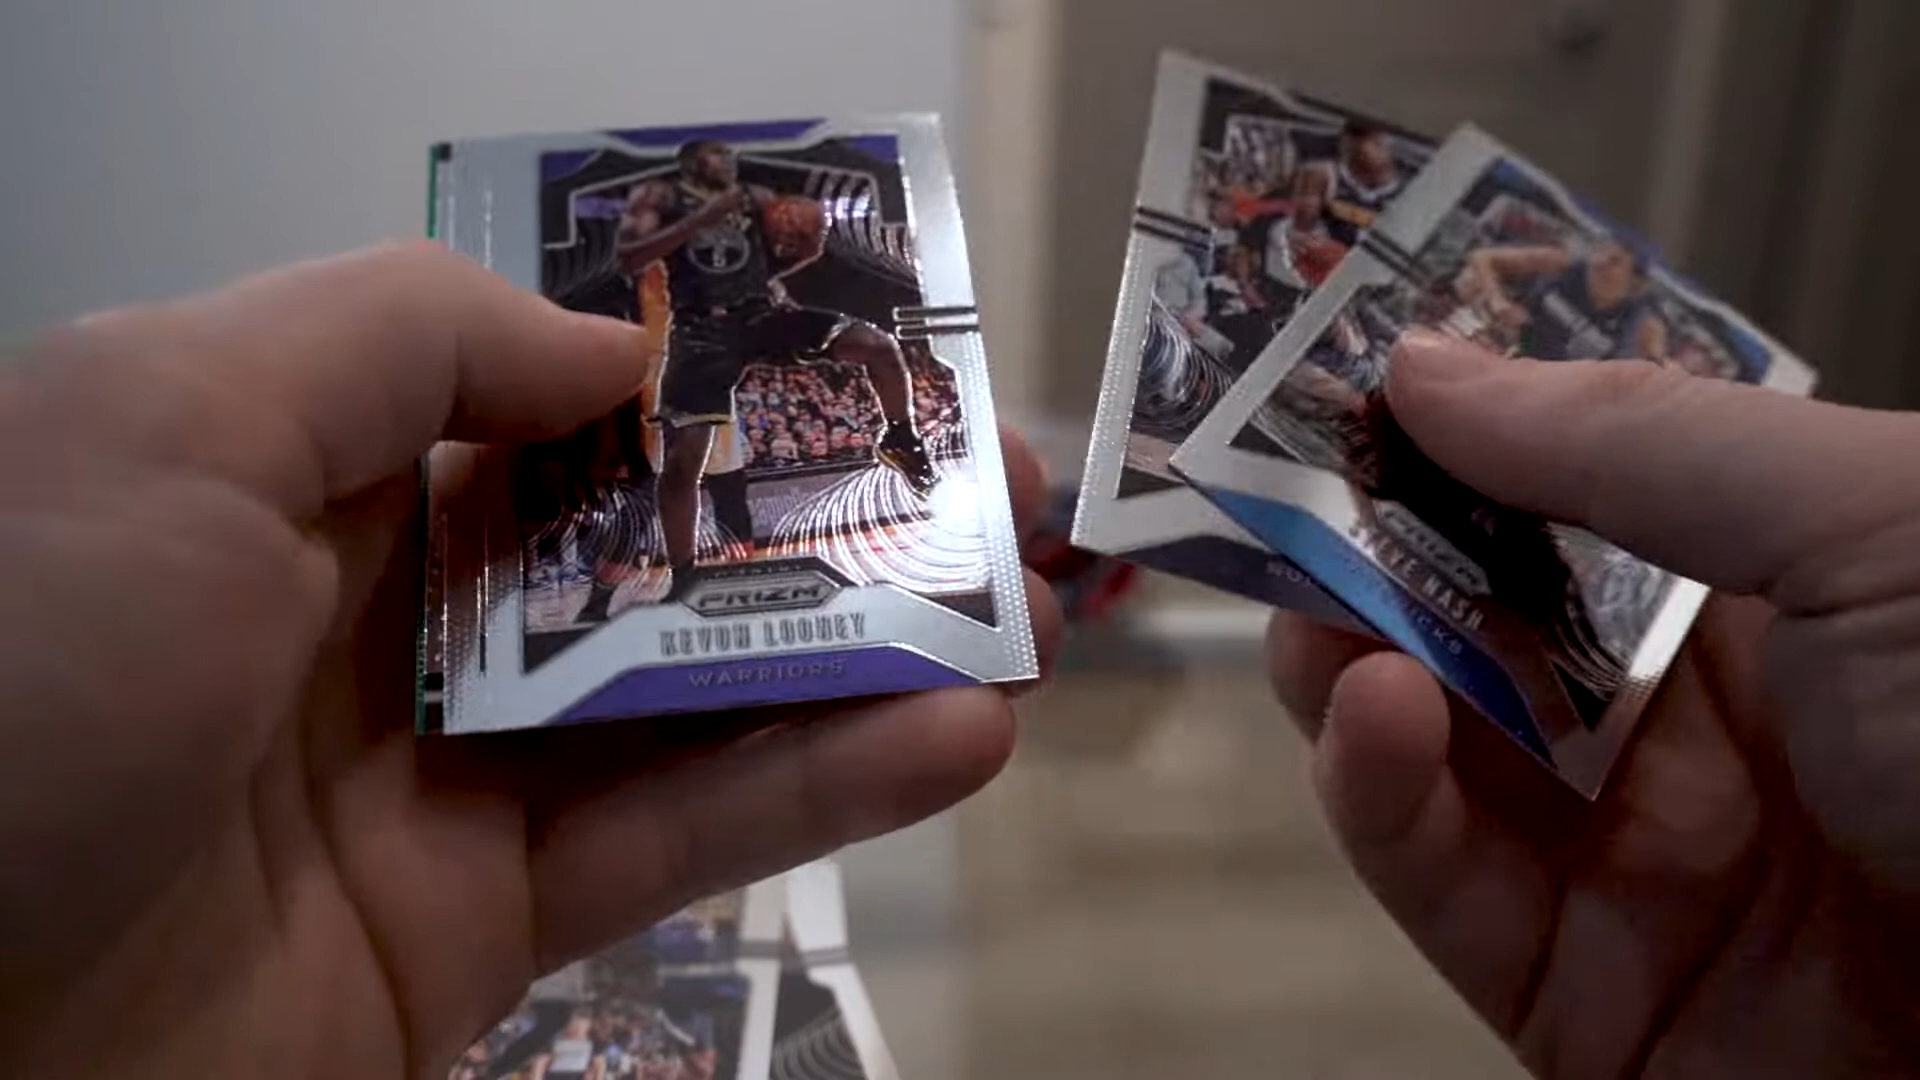 PRIZM
KEVON LOONEY
WARRIORS
PRIZM
STEVE NASH